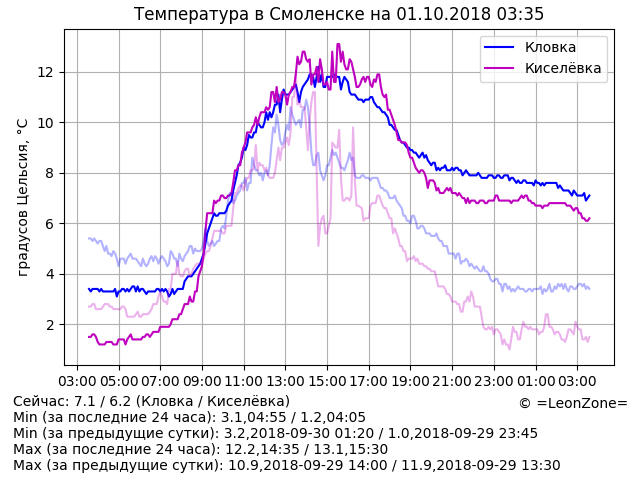 Температура в Смоленске на 01.10.2018 03:35
Кловка
Киселёвка
градусов Цельсия, °C
12
10
8
6
4
2
03:00 05:00 07:00 09:00 11:00 13:00 15:00 17:00 19:00 21:00 23:00 01:00 03:00
Сейчас: 7.1 / 6.2 (Кловка / Киселёвка)
© =LeonZone=
Min (за последние 24 часа): 3.1,04:55 / 1.2,04:05
Min (за предыдущие сутки): 3.2,2018-09-30 01:20 / 1.0,2018-09-29 23:45
Max (за последние 24 часа): 12.2,14:35 / 13.1,15:30
Max (за предыдущие сутки): 10.9,2018-09-29 14:00 / 11.9,2018-09-29 13:30